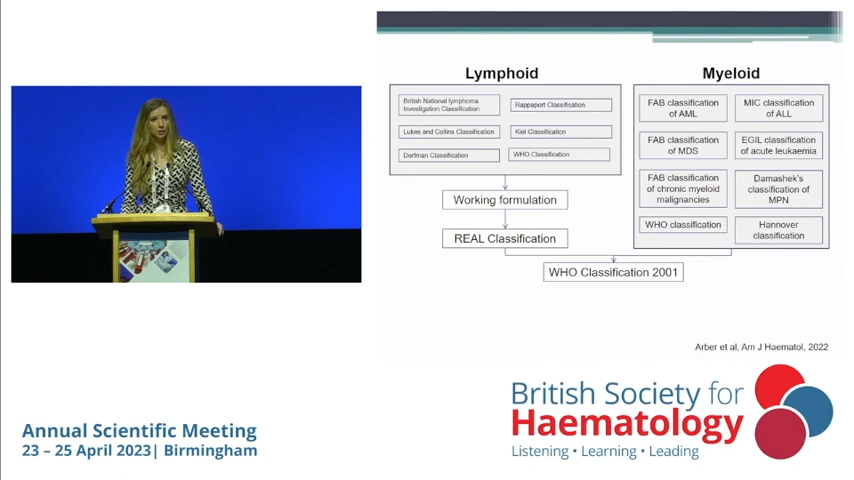 Lymphoid
Myeloid
British National lymphoma
Investigation Classification
Rappaport Classification
Lukes and Collins Classification
Kiel Classification
Dorfman Classification
WHO Classification
FAB classification
of AML
MIC classification
of ALL
FAB classification
of MDS
EGIL classification
of acute leukaemia
FAB classification
of chronic myeloid
malignancies
Damashek's
classification of
MPN
WHO classification
Hannover
classification
Working formulation
REAL Classification
WHO Classification 2001
Arber et al, Am J Haematol, 2022
Annual Scientific Meeting
23 – 25 April 2023| Birmingham
British Society for
Haematology
Listening • Learning • Leading